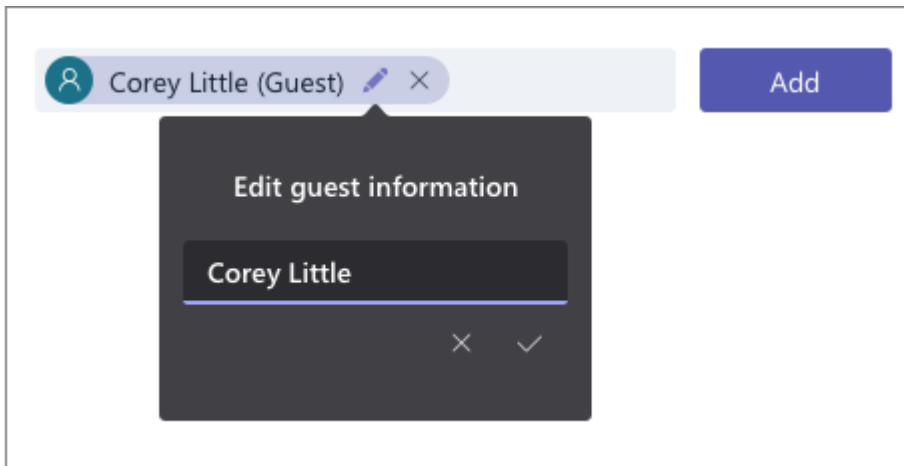 Corey Little (Guest)
Add
Edit guest information
Corey Little